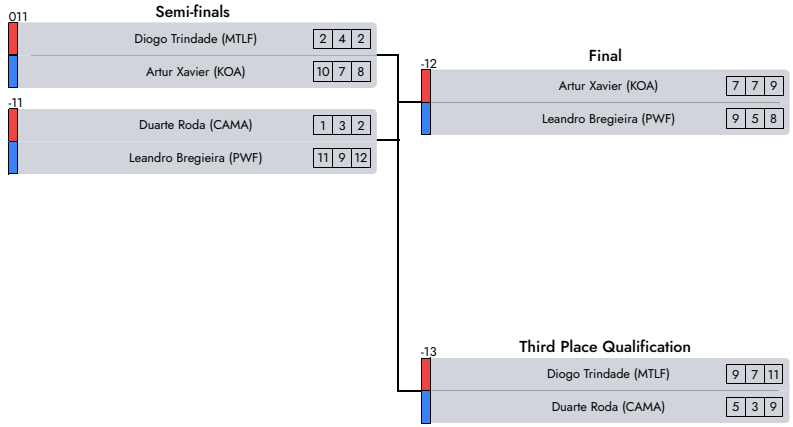 Semi-finals
011
Diogo Trindade (MTLF) 2 4 2
Artur Xavier (KOA) 10 7 8
-11
Duarte Roda (CAMA) 1 3 2
Leandro Bregieira (PWF) 11 9 12
Final
-12
Artur Xavier (KOA) 7 7 9
Leandro Bregieira (PWF) 9 5 8
Third Place Qualification
-13
Diogo Trindade (MTLF) 9 7 11
Duarte Roda (CAMA) 5 3 9